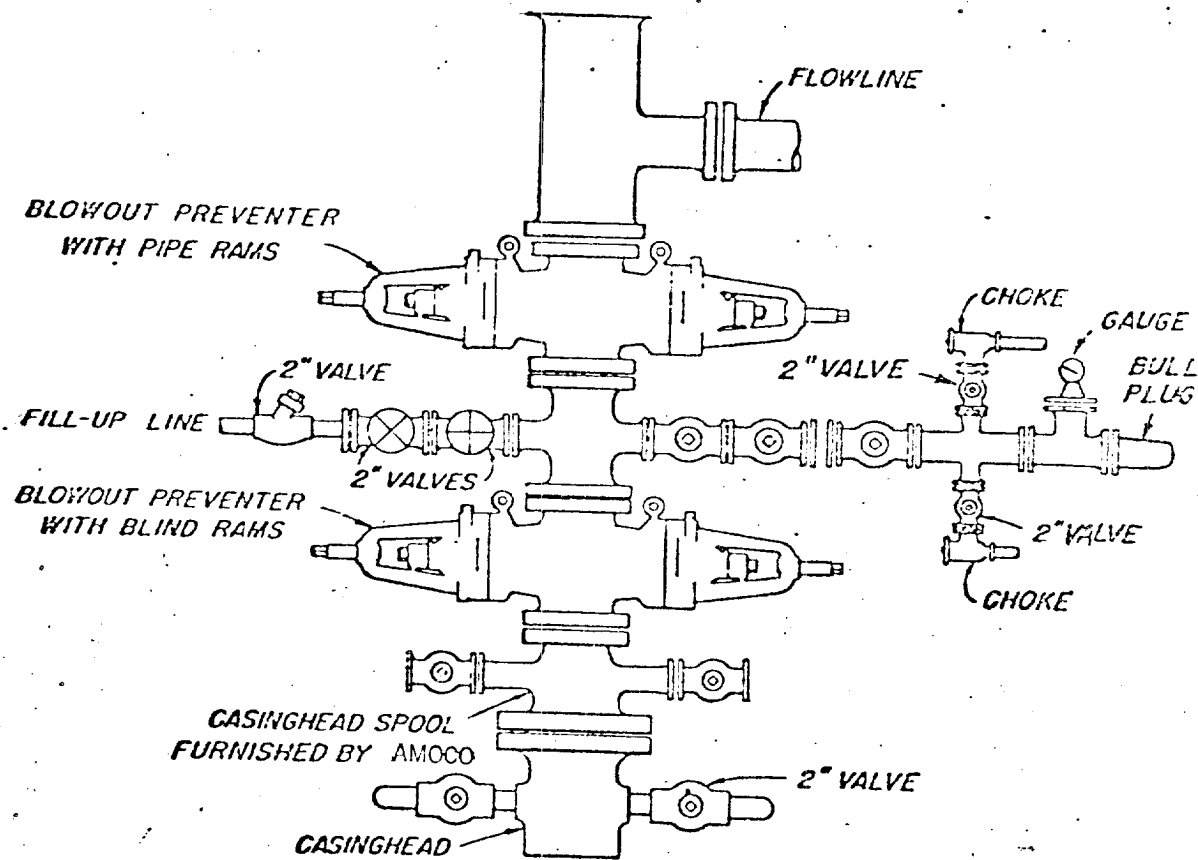 FLOWLINE
BLOWOUT PREVENTER
WITH PIPE RAMS
CHOKE
GAUGE
2" VALVE
2" VALVE
BULL
PLUG
FILL-UP LINE
2" VALVES
BLOWOUT PREVENTER
WITH BLIND RAMS
2" VALVE
CHOKE
CASINGHEAD SPOOL
FURNISHED BY AMOCO
2" VALVE
CASINGHEAD